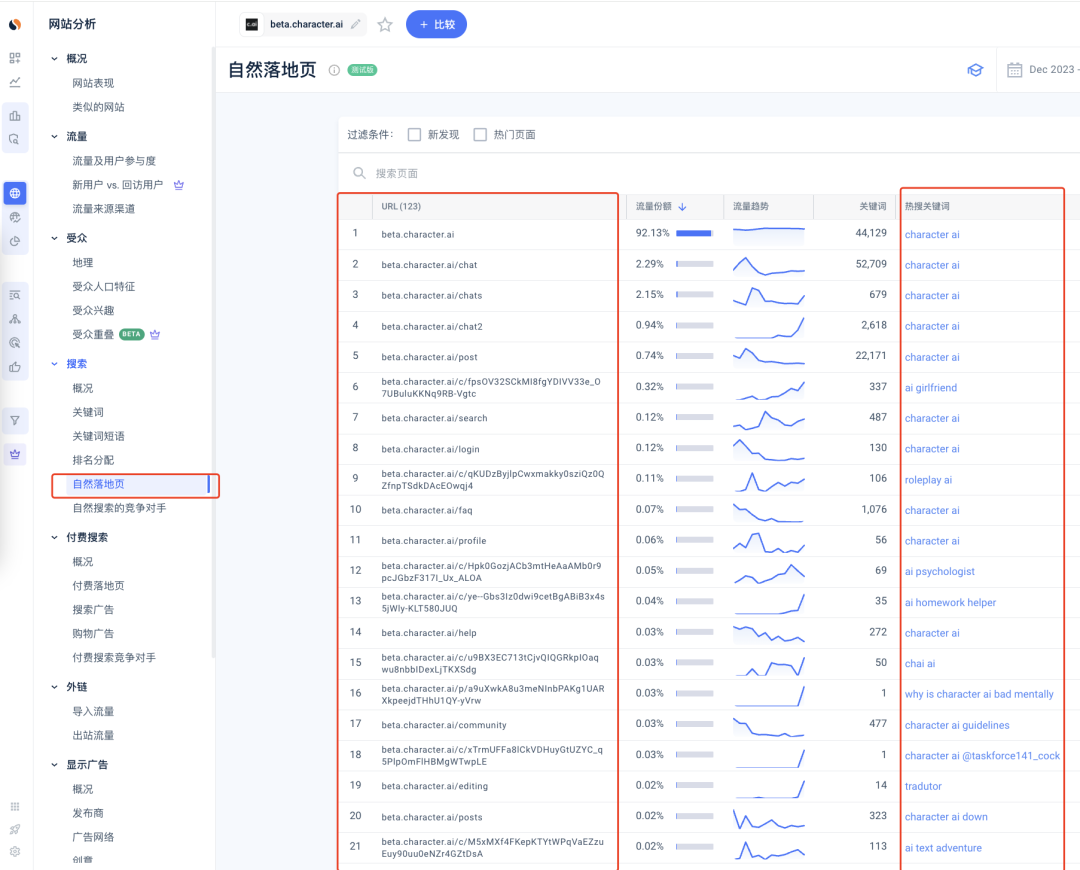 网站分析
概况
网站表现
类似的网站
流量
流量及用户参与度
新用户 vs. 回访用户
流量来源渠道
受众
地理
受众人口特征
受众兴趣
受众重叠 BETA
搜索
概况
关键词
关键词短语
排名分配
自然落地页
自然搜索的竞争对手
付费搜索
概况
付费落地页
搜索广告
购物广告
付费搜索竞争对手
外链
导入流量
出站流量
显示广告
概况
发布商
广告网络
创意
c.ai beta.character.ai + 比较
自然落地页 测试版 Dec 2023 -
过滤条件: 新发现 热门页面
搜索页面
URL (123) 流量份额 流量趋势 关键词 热搜关键词
1 beta.character.ai 92.13% 44,129 character ai
2 beta.character.ai/chat 2.29% 52,709 character ai
3 beta.character.ai/chats 2.15% 679 character ai
4 beta.character.ai/chat2 0.94% 2,618 character ai
5 beta.character.ai/post 0.74% 22,171 character ai
6 beta.character.ai/c/fpsOV32SCkMI8fgYDIVV33e_O 0.32% 337 ai girlfriend
7UBuluKKNq9RB-Vgtc
7 beta.character.ai/search 0.12% 487 character ai
8 beta.character.ai/login 0.12% 130 character ai
9 beta.character.ai/c/qKUDzByjlpCwxmakky0sziQz0Q 0.11% 106 roleplay ai
ZfnpTSdkDAcEOwqj4
10 beta.character.ai/faq 0.07% 1,076 character ai
11 beta.character.ai/profile 0.06% 56 character ai
12 beta.character.ai/c/Hpk0GozjACb3mtHeAaAMb0r9 0.05% 69 ai psychologist
pcJGbzF317I_Ux_ALOA
13 beta.character.ai/c/ye--Gbs3Iz0dwi9cetBgABiB3x4s 0.04% 35 ai homework helper
5jWly-KLT580JUQ
14 beta.character.ai/help 0.03% 272 character ai
15 beta.character.ai/c/u9BX3EC713tCjvQIQGRkpIOaq 0.03% 50 chai ai
wu8nbbIDexLjTKXSdg
16 beta.character.ai/p/a9uXwkA8u3meNInbPAKg1UAR 0.03% 1 why is character ai bad mentally
XkpeejdTHhU1QY-yVrw
17 beta.character.ai/community 0.03% 477 character ai guidelines
18 beta.character.ai/c/xTrmUFFa8ICkVDHuyGtUZYC_q 0.03% 1 character ai @taskforce141_cock
5PlpOmFlHBMgWTwpLE
19 beta.character.ai/editing 0.02% 14 tradutor
20 beta.character.ai/posts 0.02% 323 character ai down
21 beta.character.ai/c/M5xMXf4FKepKTYtWPqVaEZzu 0.02% 113 ai text adventure
Euy90uu0eNZr4GZtDsA